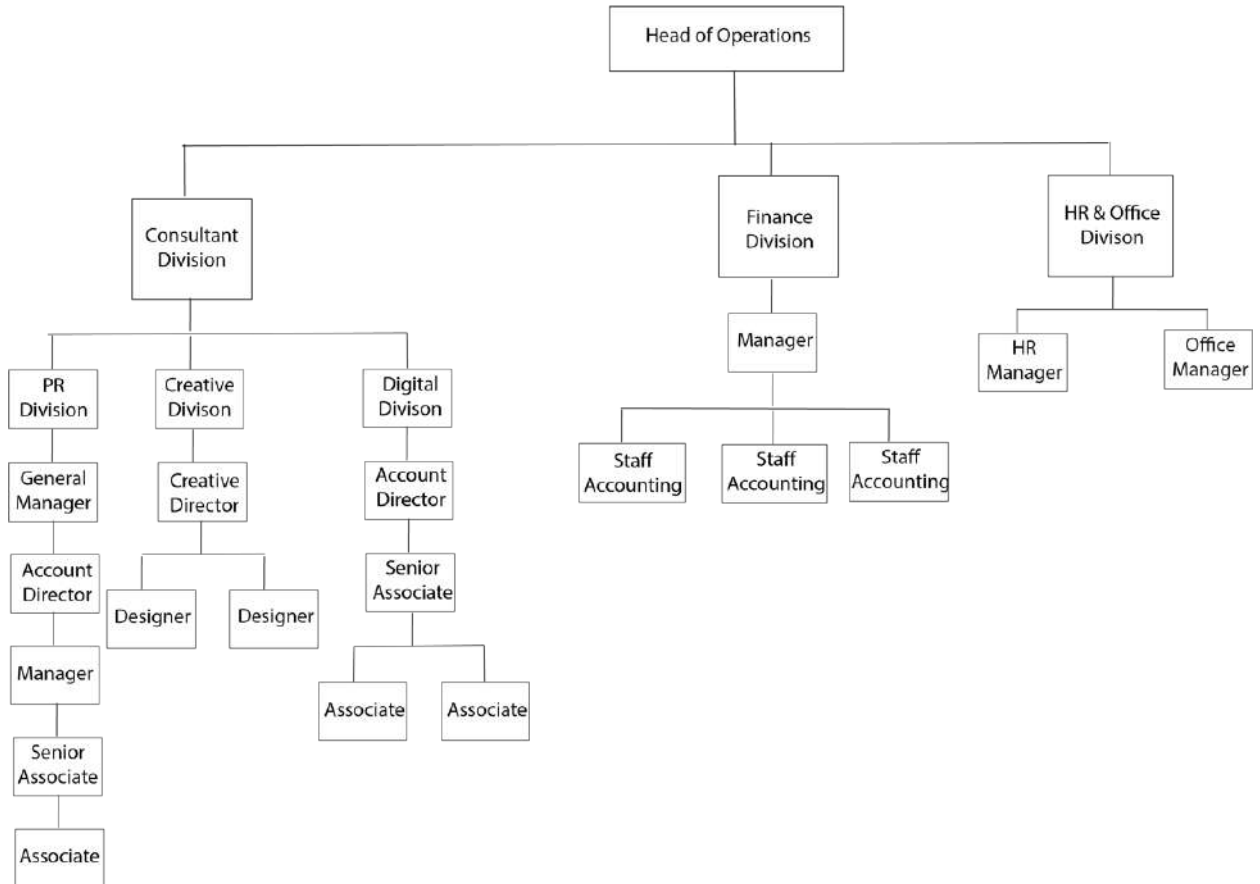 Head of Operations
Consultant
Division
Finance
Division
HR & Office
Divison
Manager
HR
Manager
Office
Manager
PR
Division
Creative
Divison
Digital
Divison
Staff
Accounting
Staff
Accounting
Staff
Accounting
General
Manager
Creative
Director
Account
Director
Account
Director
Designer
Designer
Senior
Associate
Manager
Associate
Associate
Senior
Associate
Associate